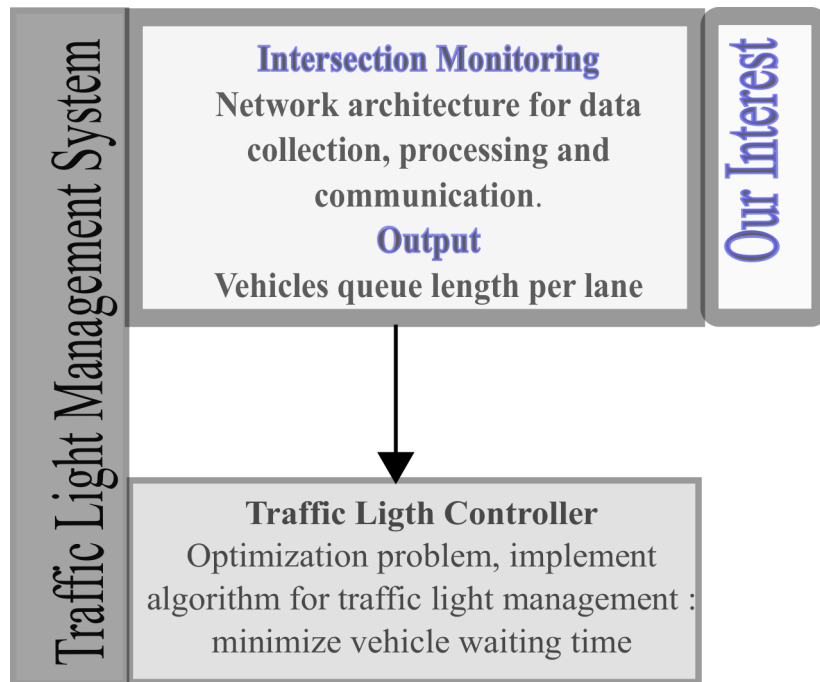 Traffic Light Management System
Intersection Monitoring
Network architecture for data
collection, processing and
communication.
Output
Vehicles queue length per lane
Our Interest
Traffic Ligth Controller
Optimization problem, implement
algorithm for traffic light management :
minimize vehicle waiting time